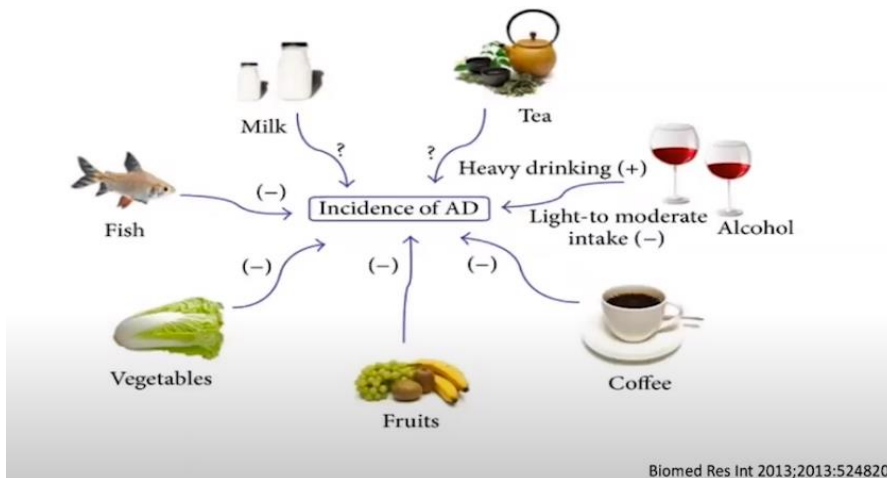 Milk
?
Tea
?
Heavy drinking (+)
Fish
(−)
Incidence of AD
Light-to moderate
intake (−)
Alcohol
Vegetables
(−)
(−)
Fruits
(−)
Coffee
Biomed Res Int 2013;2013:524820